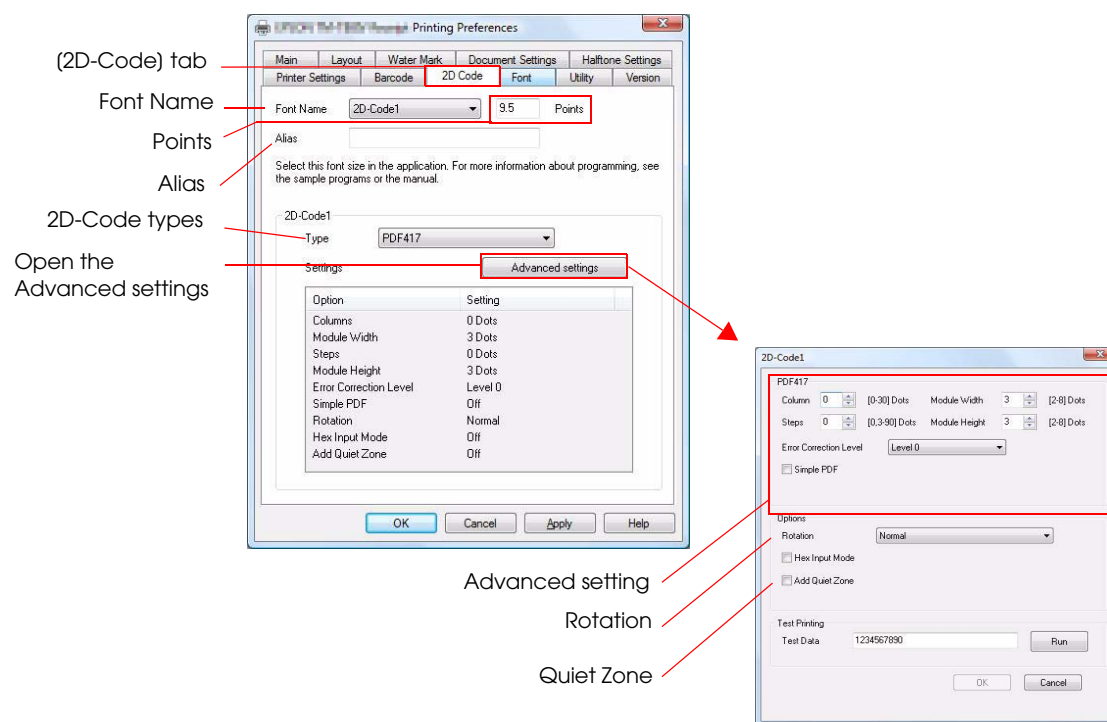 Printing Preferences
Main Layout Water Mark Document Settings Halftone Settings
Printer Settings Barcode 2D Code Font Utility Version
Font Name 2D-Code1 9.5 Points
Alias
Select this font size in the application. For more information about programming, see
the sample programs or the manual.
2D-Code1
Type PDF417
Settings Advanced settings
Option Setting
Columns 0 Dots
Module Width 3 Dots
Steps 0 Dots
Module Height 3 Dots
Error Correction Level Level 0
Simple PDF Off
Rotation Normal
Hex Input Mode Off
Add Quiet Zone Off
OK Cancel Apply Help
(2D-Code) tab
Font Name
Points
Alias
2D-Code types
Open the
Advanced settings
2D-Code1
PDF417
Column 0 [0-30] Dots Module Width 3 [2-8] Dots
Steps 0 [0,3-90] Dots Module Height 3 [2-8] Dots
Error Correction Level Level 0
Simple PDF
Options
Rotation Normal
Hex Input Mode
Add Quiet Zone
Test Printing
Test Data 1234567890 Run
OK Cancel
Advanced setting
Rotation
Quiet Zone